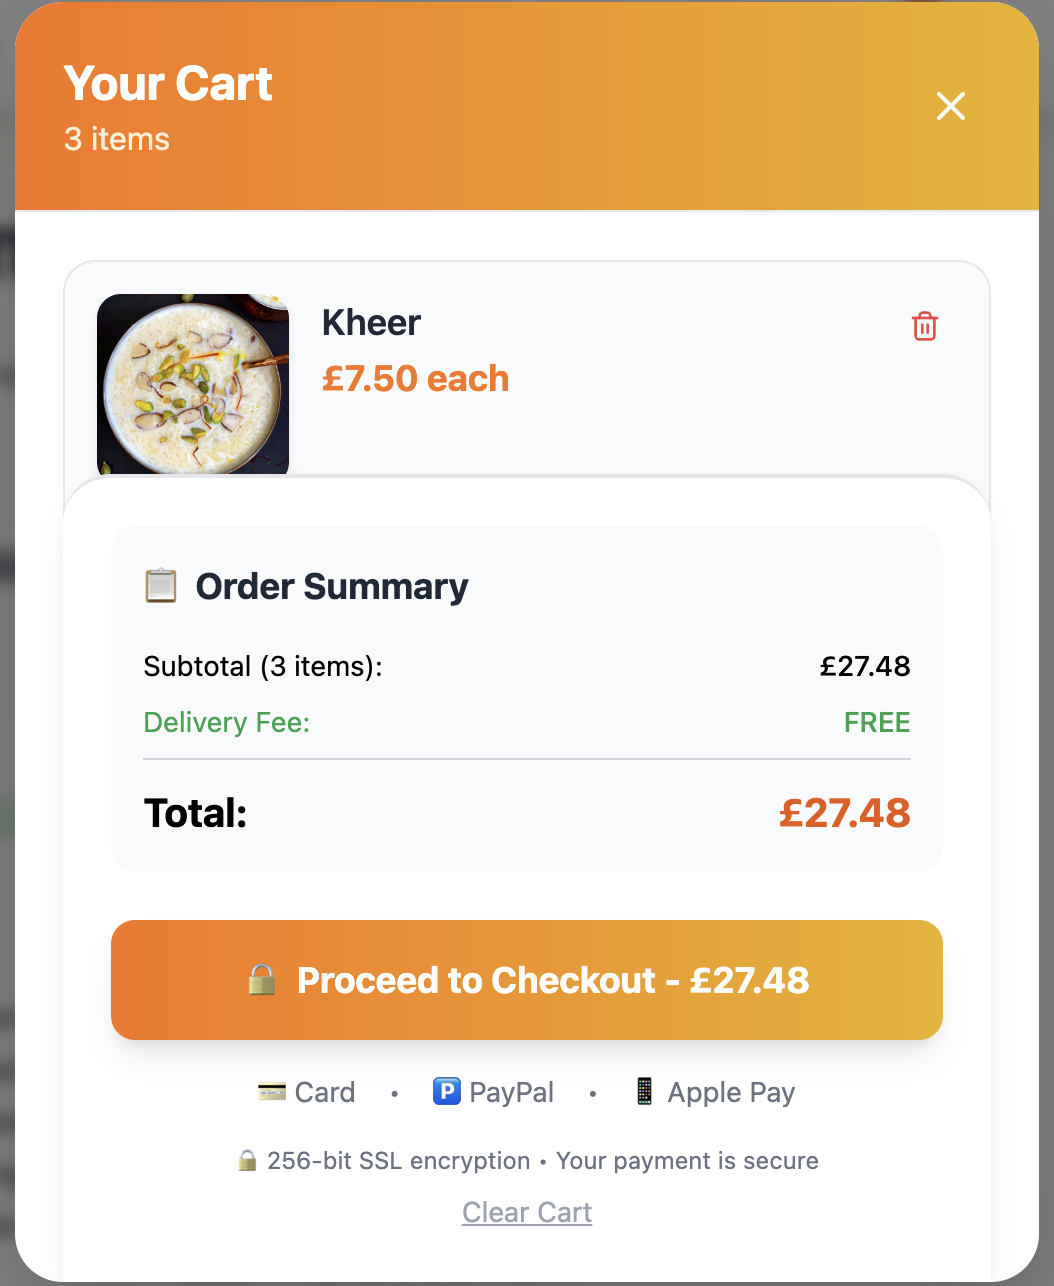 Your Cart
3 items
Kheer
£7.50 each
Order Summary
Subtotal (3 items): £27.48
Delivery Fee: FREE
Total: £27.48
Proceed to Checkout - £27.48
Card • PayPal • Apple Pay
256-bit SSL encryption • Your payment is secure
Clear Cart